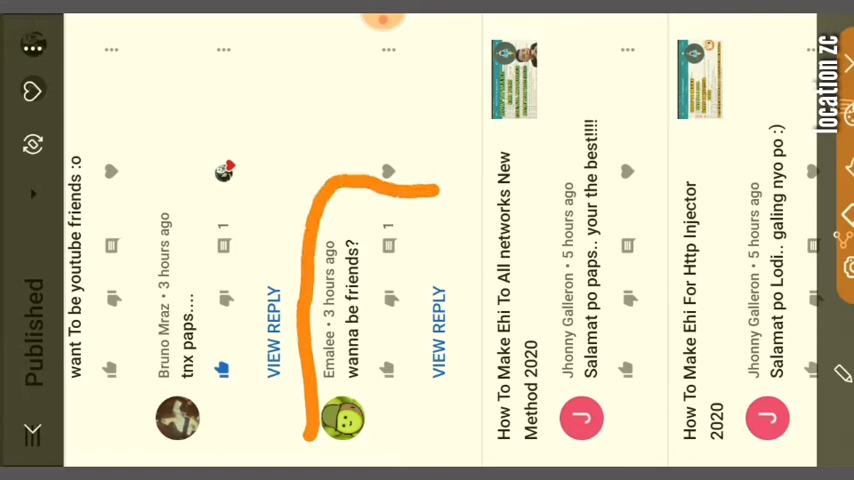 Published
want To be youtube friends :o
Bruno Mraz • 3 hours ago
tnx paps....
1
VIEW REPLY
Emalee • 3 hours ago
wanna be friends?
1
VIEW REPLY
How To Make Ehi To All networks New
Method 2020
Jhonny Galleron • 5 hours ago
Salamat po paps.. your the best!!!!
J
How To Make Ehi For Http Injector
2020
Jhonny Galleron • 5 hours ago
Salamat po Lodi.. galing nyo po :)
J
location zc